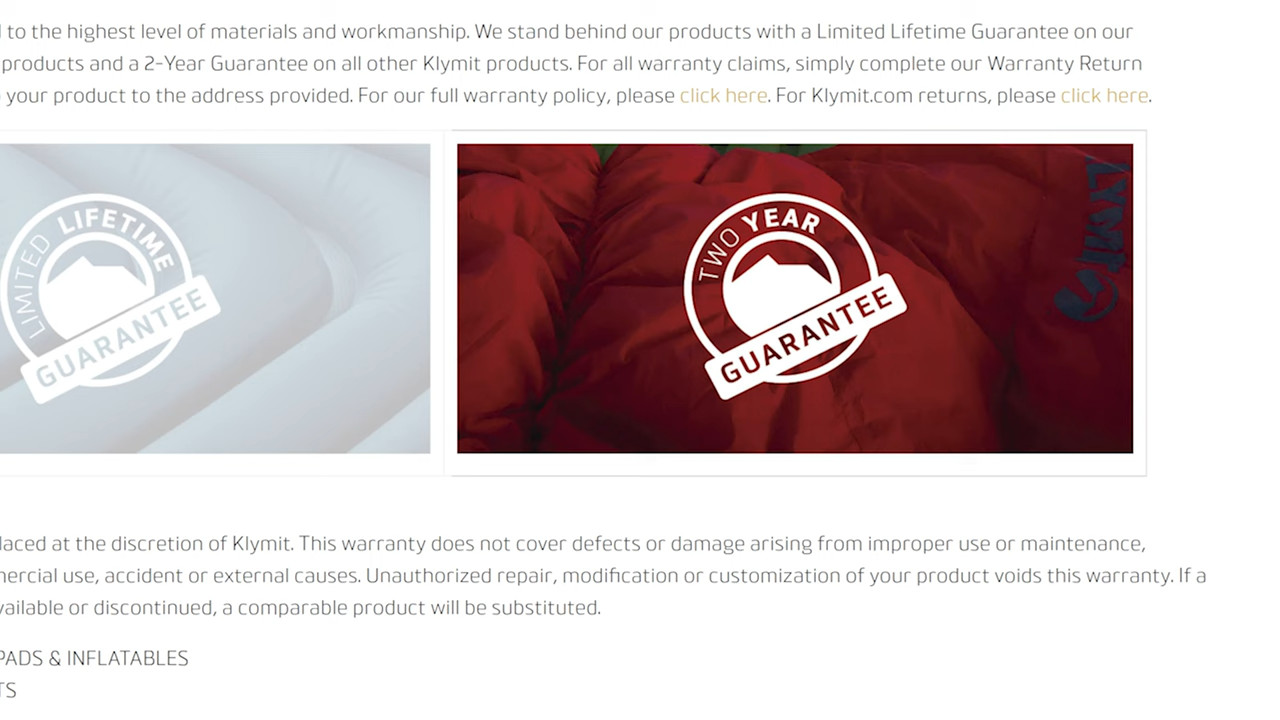 to the highest level of materials and workmanship. We stand behind our products with a Limited Lifetime Guarantee on our
products and a 2-Year Guarantee on all other Klymit products. For all warranty claims, simply complete our Warranty Return
your product to the address provided. For our full warranty policy, please click here. For Klymit.com returns, please click here.
LIMITED LIFETIME
GUARANTEE
TWO YEAR
GUARANTEE
at the discretion of Klymit. This warranty does not cover defects or damage arising from improper use or maintenance,
use, accident or external causes. Unauthorized repair, modification or customization of your product voids this warranty. If a
or discontinued, a comparable product will be substituted.
PADS & INFLATABLES